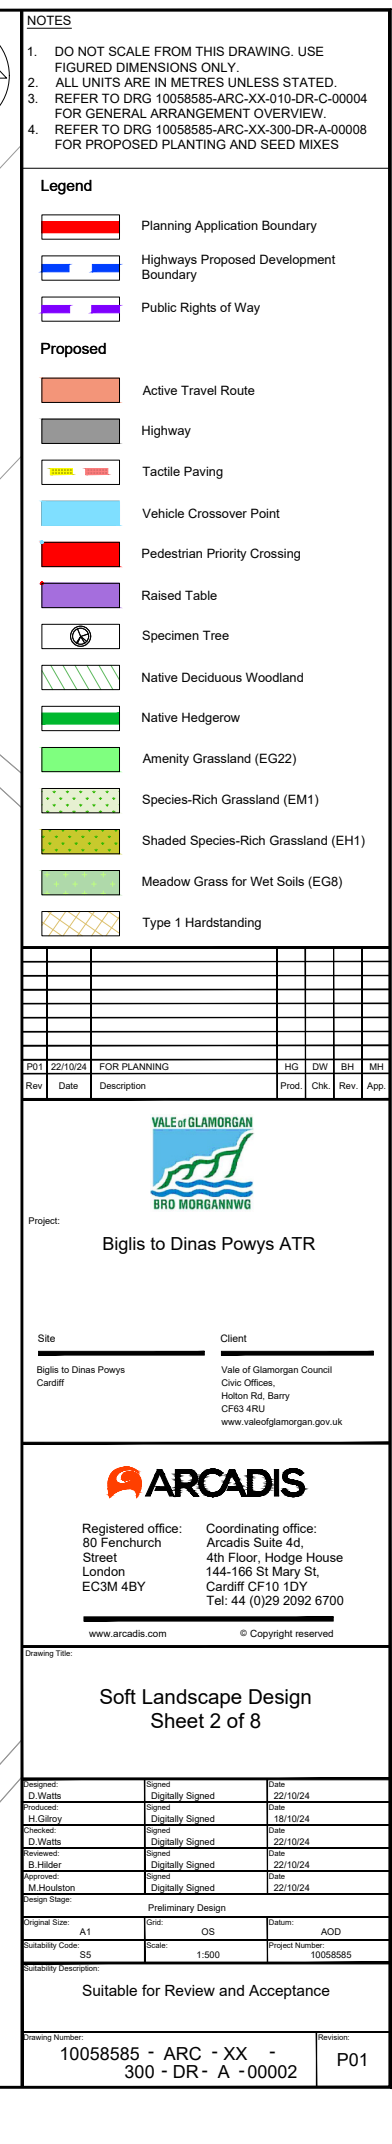 NOTES
1. DO NOT SCALE FROM THIS DRAWING. USE
FIGURED DIMENSIONS ONLY.
2. ALL UNITS ARE IN METRES UNLESS STATED.
3. REFER TO DRG 10058585-ARC-XX-010-DR-C-00004
FOR GENERAL ARRANGEMENT OVERVIEW.
4. REFER TO DRG 10058585-ARC-XX-300-DR-A-00008
FOR PROPOSED PLANTING AND SEED MIXES
Legend
Planning Application Boundary
Highways Proposed Development
Boundary
Public Rights of Way
Proposed
Active Travel Route
Highway
Tactile Paving
Vehicle Crossover Point
Pedestrian Priority Crossing
Raised Table
Specimen Tree
Native Deciduous Woodland
Native Hedgerow
Amenity Grassland (EG22)
Species-Rich Grassland (EM1)
Shaded Species-Rich Grassland (EH1)
Meadow Grass for Wet Soils (EG8)
Type 1 Hardstanding
P01 22/10/24 FOR PLANNING HG DW BH MH
Rev Date Description Prod. Chk. Rev. App.
VALE of GLAMORGAN
BRO MORGANNWG
Project:
Biglis to Dinas Powys ATR
Site Client
Biglis to Dinas Powys Vale of Glamorgan Council
Cardiff Civic Offices,
Holton Rd, Barry
CF63 4RU
www.valeofglamorgan.gov.uk
ARCADIS
Registered office: Coordinating office:
80 Fenchurch Arcadis Suite 4d,
Street 4th Floor, Hodge House
London 144-166 St Mary St,
EC3M 4BY Cardiff CF10 1DY
Tel: 44 (0)29 2092 6700
www.arcadis.com © Copyright reserved
Drawing Title:
Soft Landscape Design
Sheet 2 of 8
Designed: Signed Date
D.Watts Digitally Signed 22/10/24
Produced: Signed Date
H.Gilroy Digitally Signed 18/10/24
Checked: Signed Date
D.Watts Digitally Signed 22/10/24
Reviewed: Signed Date
B.Hilder Digitally Signed 22/10/24
Approved: Signed Date
M.Houlston Digitally Signed 22/10/24
Design Stage:
Preliminary Design
Original Size: Grid: Datum:
A1 OS AOD
Suitability Code: Scale: Project Number:
S5 1:500 10058585
Suitability Description:
Suitable for Review and Acceptance
Drawing Number: Revision:
10058585 - ARC - XX -
300 - DR - A - 00002 P01